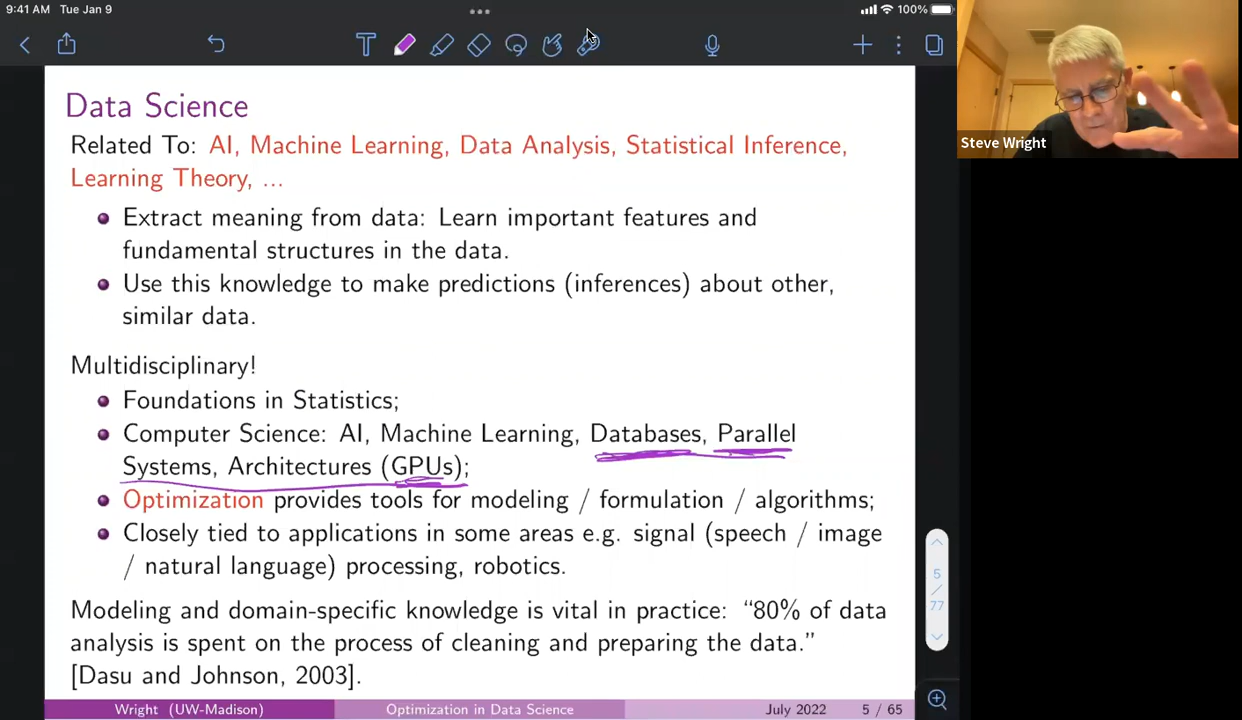 9:41 AM Tue Jan 9
100%
Data Science
Related To: AI, Machine Learning, Data Analysis, Statistical Inference,
Learning Theory, ...
Extract meaning from data: Learn important features and
fundamental structures in the data.
Use this knowledge to make predictions (inferences) about other,
similar data.
Multidisciplinary!
Foundations in Statistics;
Computer Science: AI, Machine Learning, Databases, Parallel
Systems, Architectures (GPUs);
Optimization provides tools for modeling / formulation / algorithms;
Closely tied to applications in some areas e.g. signal (speech / image
/ natural language) processing, robotics.
Modeling and domain-specific knowledge is vital in practice: “80% of data
analysis is spent on the process of cleaning and preparing the data.”
[Dasu and Johnson, 2003].
Wright (UW-Madison) Optimization in Data Science July 2022 5 / 65
5
/
77
Steve Wright